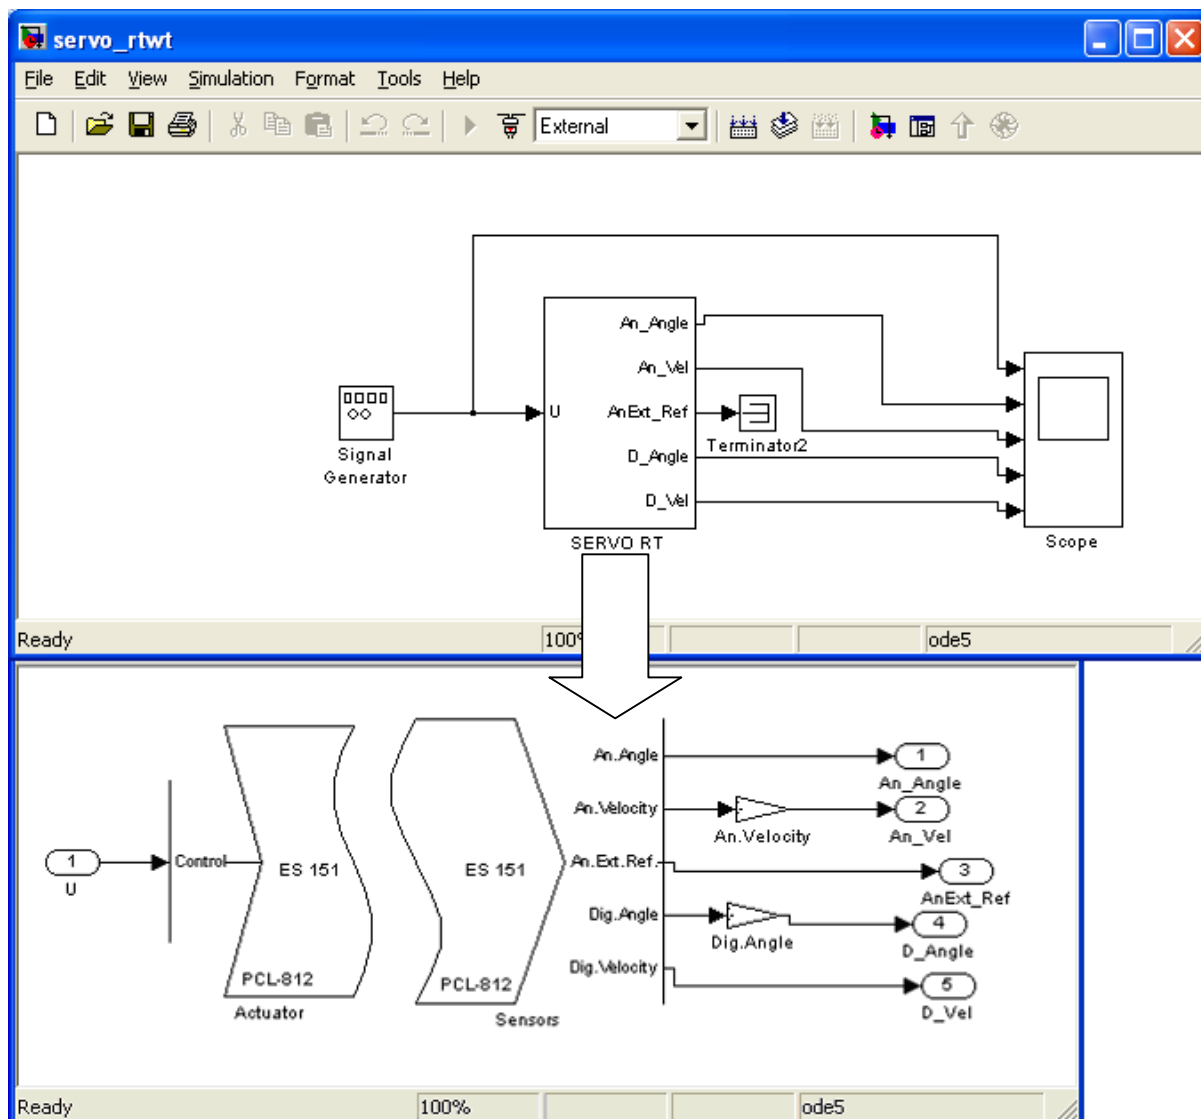 servo_rtwt
File Edit View Simulation Format Tools Help
External
An_Angle
An_Vel
U
AnExt_Ref
Terminator2
D_Angle
D_Vel
Signal
Generator
SERVO RT
Scope
Ready
100%
ode5
An.Angle
1
An_Angle
An.Velocity
An.Velocity
2
An_Vel
1
U
Control
ES 151
PCL-812
Actuator
ES 151
PCL-812
Sensors
An.Ext.Ref.
3
AnExt_Ref
Dig.Angle
Dig.Angle
4
D_Angle
Dig.Velocity
5
D_Vel
Ready
100%
ode5